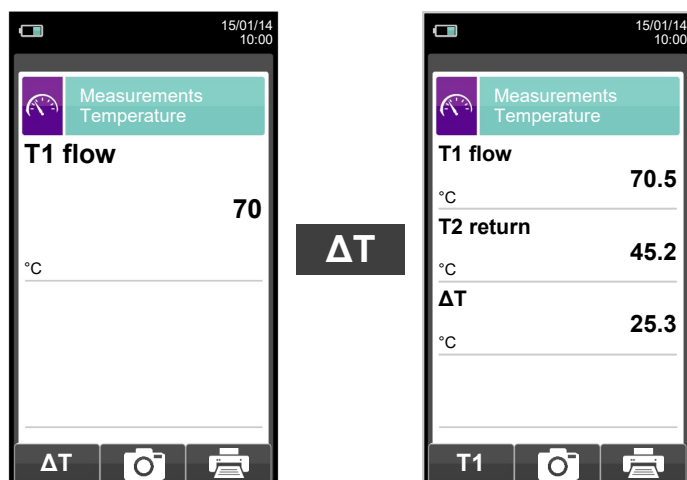 15/01/14
10:00
Measurements
Temperature
T1 flow
70
°C
ΔT
ΔT
15/01/14
10:00
Measurements
Temperature
T1 flow
70.5
°C
T2 return
45.2
°C
ΔT
25.3
°C
T1